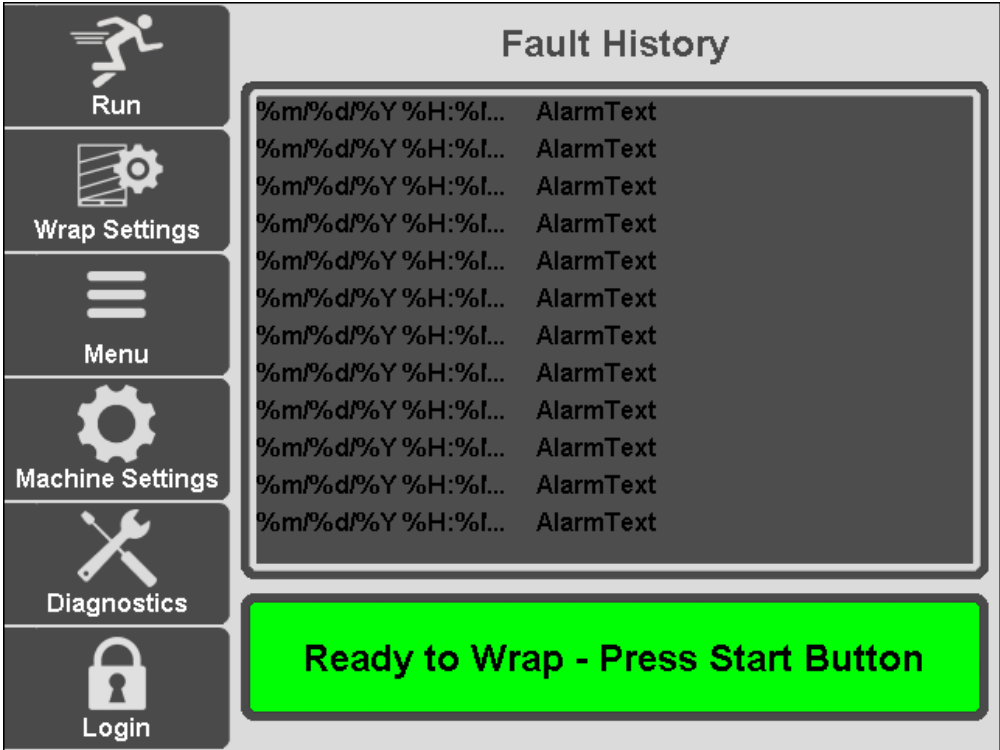 Fault History
Run
Wrap Settings
Menu
Machine Settings
Diagnostics
Login
%m/%d/%Y %H:%I... AlarmText
%m/%d/%Y %H:%I... AlarmText
%m/%d/%Y %H:%I... AlarmText
%m/%d/%Y %H:%I... AlarmText
%m/%d/%Y %H:%I... AlarmText
%m/%d/%Y %H:%I... AlarmText
%m/%d/%Y %H:%I... AlarmText
%m/%d/%Y %H:%I... AlarmText
%m/%d/%Y %H:%I... AlarmText
%m/%d/%Y %H:%I... AlarmText
%m/%d/%Y %H:%I... AlarmText
%m/%d/%Y %H:%I... AlarmText
Ready to Wrap - Press Start Button